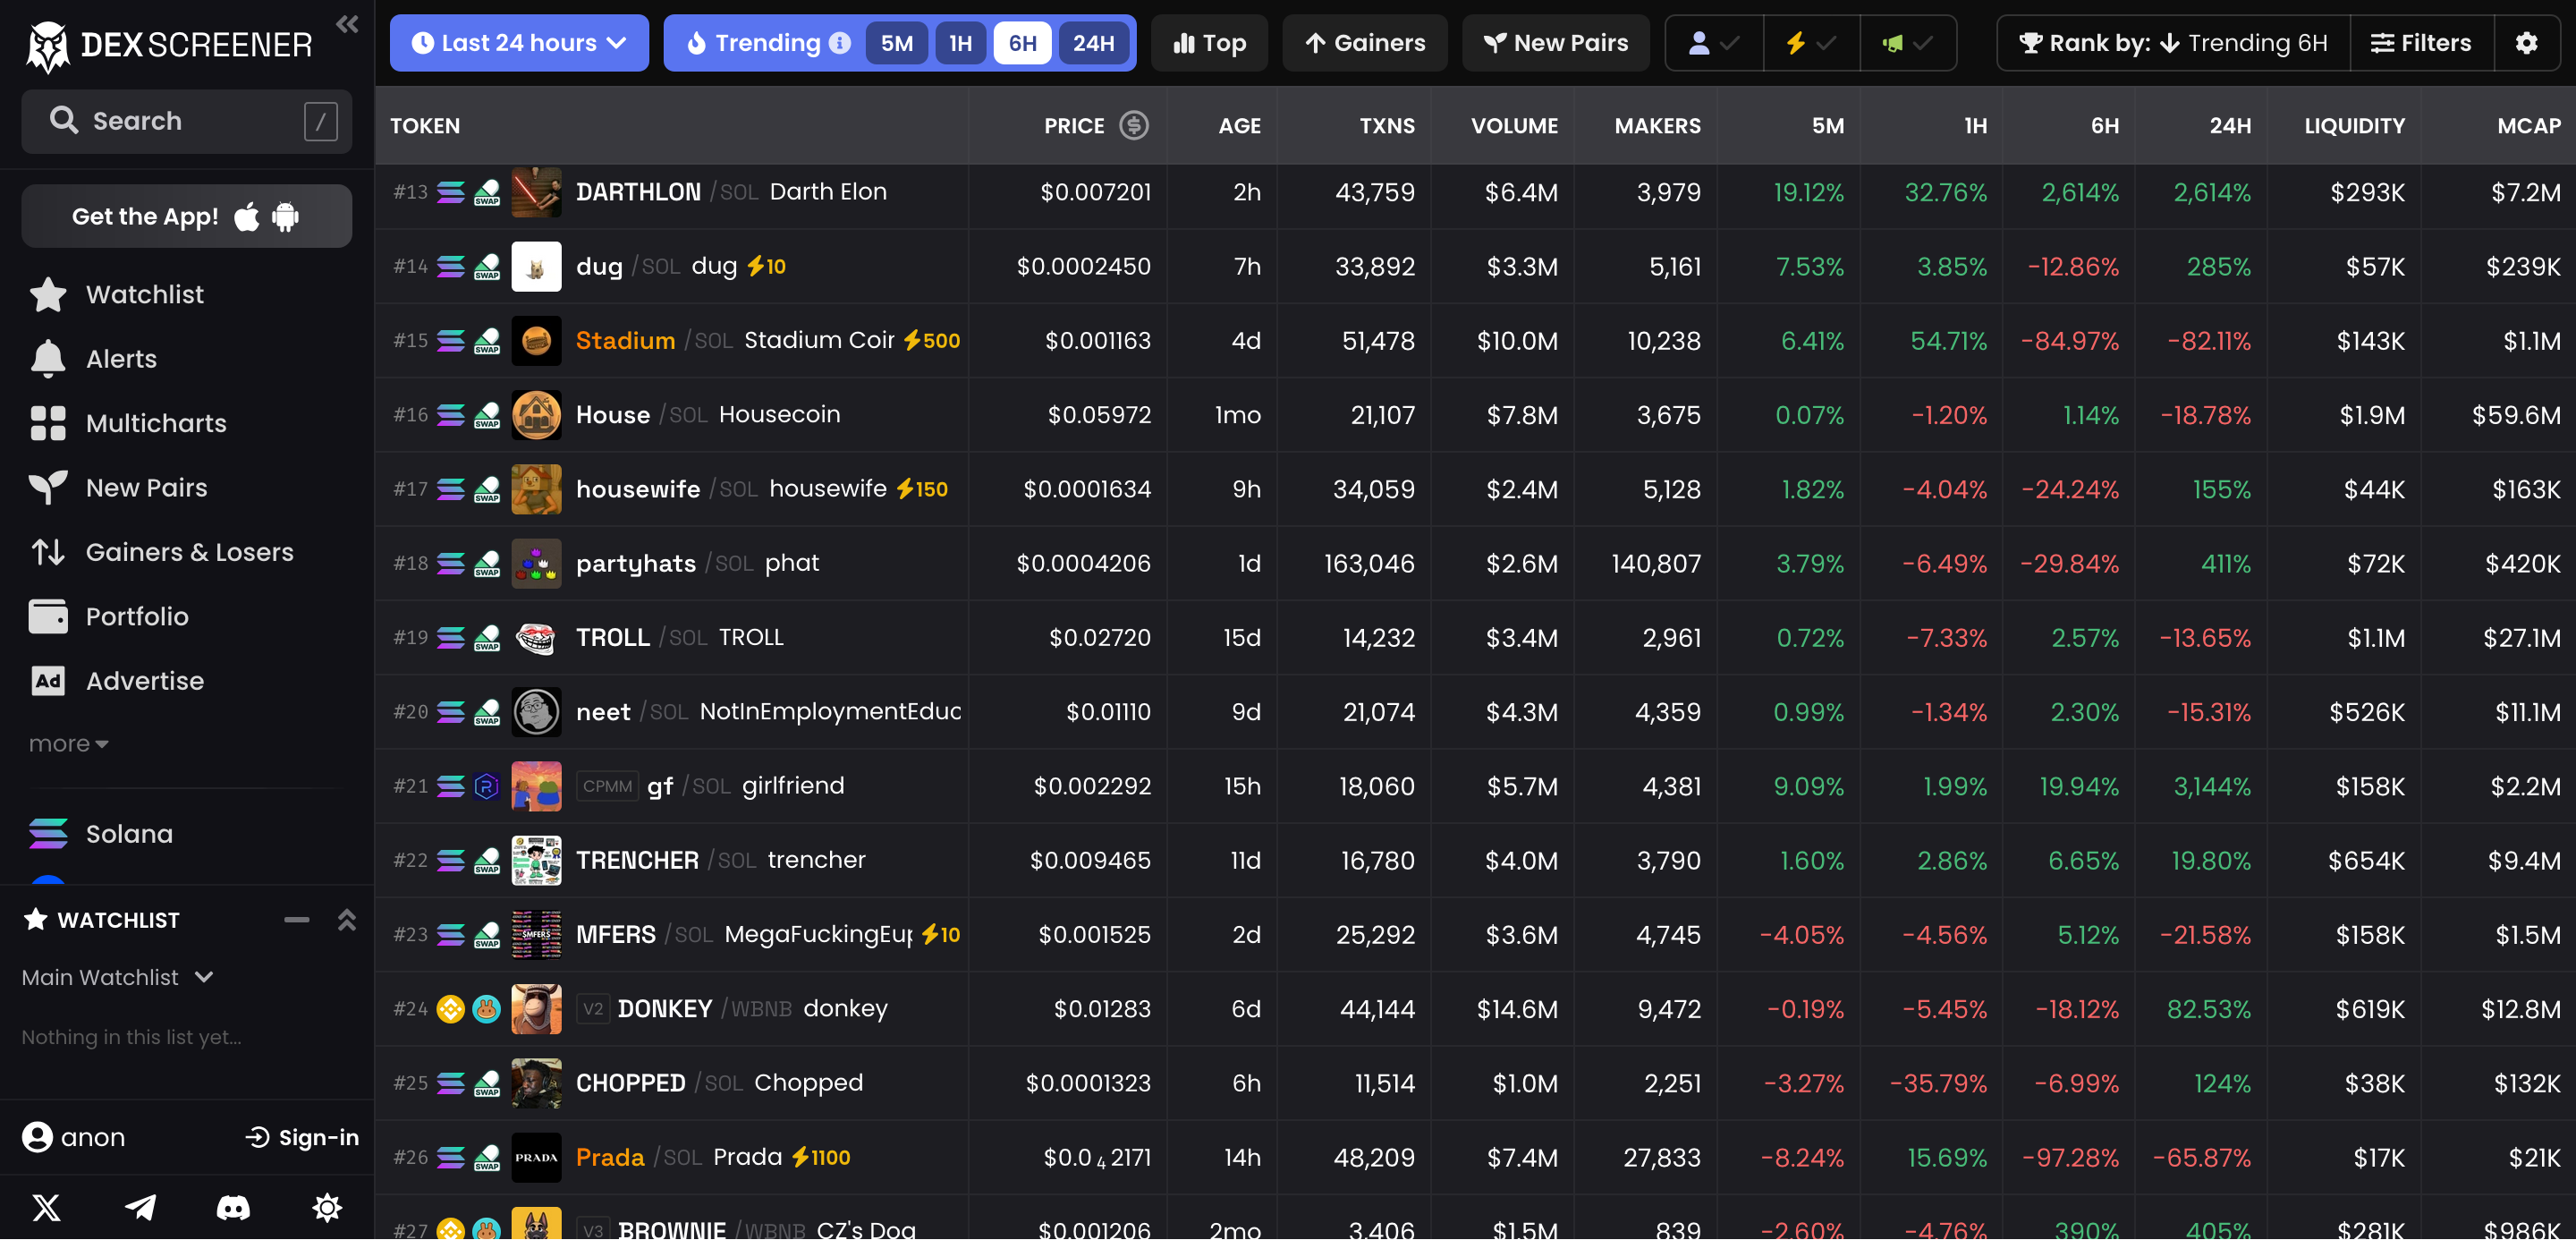 DEX SCREENER
Search /
Get the App!
Watchlist
Alerts
Multicharts
New Pairs
Gainers & Losers
Portfolio
Ad Advertise
more
Solana
WATCHLIST
Main Watchlist
Nothing in this list yet...
anon Sign-in
Last 24 hours Trending 5M 1H 6H 24H Top Gainers New Pairs Rank by: Trending 6H Filters
TOKEN PRICE AGE TXNS VOLUME MAKERS 5M 1H 6H 24H LIQUIDITY MCAP
#13 SWAP DARTHLON /SOL Darth Elon $0.007201 2h 43,759 $6.4M 3,979 19.12% 32.76% 2,614% 2,614% $293K $7.2M
#14 SWAP dug /SOL dug 10 $0.0002450 7h 33,892 $3.3M 5,161 7.53% 3.85% -12.86% 285% $57K $239K
#15 SWAP Stadium /SOL Stadium Coin 500 $0.001163 4d 51,478 $10.0M 10,238 6.41% 54.71% -84.97% -82.11% $143K $1.1M
#16 SWAP House /SOL Housecoin $0.05972 1mo 21,107 $7.8M 3,675 0.07% -1.20% 1.14% -18.78% $1.9M $59.6M
#17 SWAP housewife /SOL housewife 150 $0.0001634 9h 34,059 $2.4M 5,128 1.82% -4.04% -24.24% 155% $44K $163K
#18 SWAP partyhats /SOL phat $0.0004206 1d 163,046 $2.6M 140,807 3.79% -6.49% -29.84% 411% $72K $420K
#19 SWAP TROLL /SOL TROLL $0.02720 15d 14,232 $3.4M 2,961 0.72% -7.33% 2.57% -13.65% $1.1M $27.1M
#20 SWAP neet /SOL NotInEmploymentEduc $0.01110 9d 21,074 $4.3M 4,359 0.99% -1.34% 2.30% -15.31% $526K $11.1M
#21 CPMM gf /SOL girlfriend $0.002292 15h 18,060 $5.7M 4,381 9.09% 1.99% 19.94% 3,144% $158K $2.2M
#22 SWAP TRENCHER /SOL trencher $0.009465 11d 16,780 $4.0M 3,790 1.60% 2.86% 6.65% 19.80% $654K $9.4M
#23 SWAP $MFERS MFERS /SOL MegaFuckingEup 10 $0.001525 2d 25,292 $3.6M 4,745 -4.05% -4.56% 5.12% -21.58% $158K $1.5M
#24 V2 DONKEY /WBNB donkey $0.01283 6d 44,144 $14.6M 9,472 -0.19% -5.45% -18.12% 82.53% $619K $12.8M
#25 SWAP CHOPPED /SOL Chopped $0.0001323 6h 11,514 $1.0M 2,251 -3.27% -35.79% -6.99% 124% $38K $132K
#26 SWAP PRADA Prada /SOL Prada 1100 $0.0₄2171 14h 48,209 $7.4M 27,833 -8.24% 15.69% -97.28% -65.87% $17K $21K
#27 V3 BROWNIE /WBNB CZ's Dog $0.001206 2mo 3,406 $1.5M 839 -2.60% -4.76% 390% 405% $281K $986K